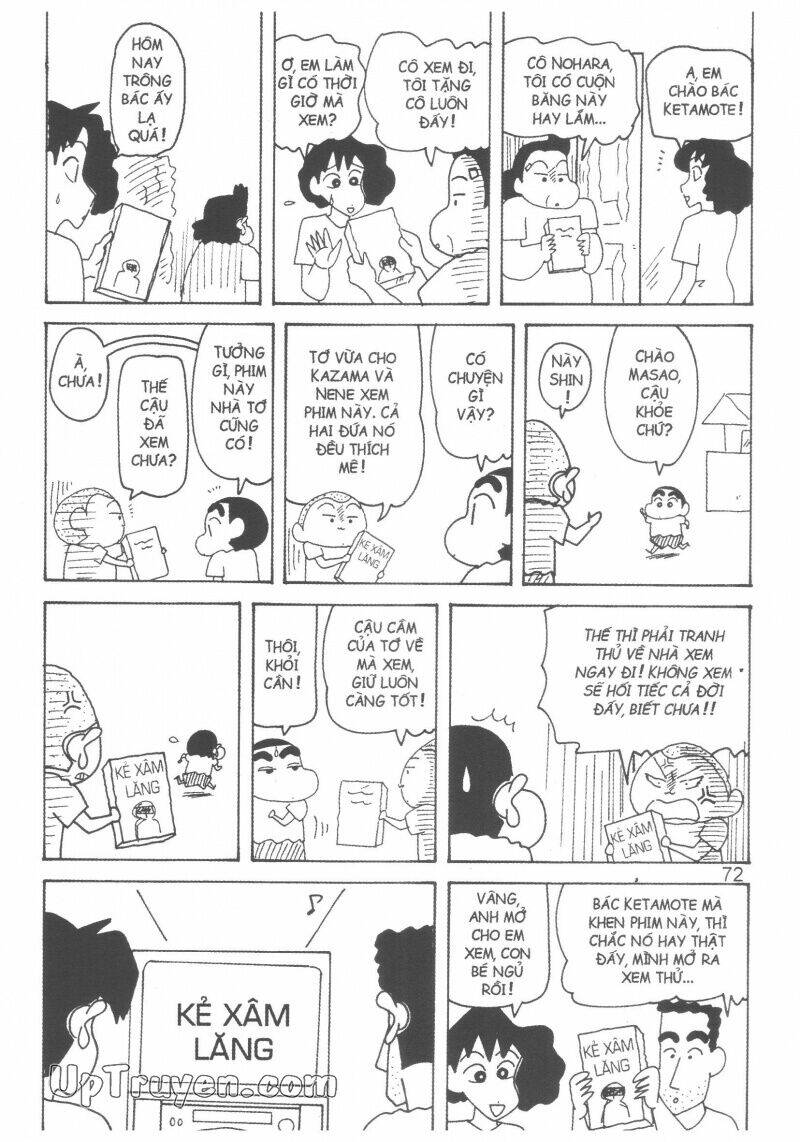 A, EM
CHÀO BÁC
KETAMOTE!
CÔ NOHARA,
TÔI CÓ CUỘN
BĂNG NÀY
HAY LẮM...
CÔ XEM ĐI,
TÔI TẶNG
CÔ LUÔN
ĐẤY!
Ơ, EM LÀM
GÌ CÓ THỜI
GIỜ MÀ
XEM?
HÔM
NAY
TRÔNG
BÁC ẤY
LẠ
QUÁ!
CHÀO
MASAO,
CẬU
KHỎE
CHỨ?
NÀY
SHIN
!
CÓ
CHUYỆN
GÌ
VẬY?
TỚ VỪA CHO
KAZAMA VÀ
NENE XEM
PHIM NÀY. CẢ
HAI ĐỨA NÓ
ĐỀU THÍCH
MÊ!
KẺ XÂM
LĂNG
TƯỞNG
GÌ, PHIM
NÀY
NHÀ TỚ
CŨNG
CÓ!
THẾ
CẬU
ĐÃ
XEM
CHƯA?
À,
CHƯA!
THẾ THÌ PHẢI TRANH
THỦ VỀ NHÀ XEM
NGAY ĐI! KHÔNG XEM
SẼ HỐI TIẾC CẢ ĐỜI
ĐẤY, BIẾT CHƯA!!
KẺ XÂM
LĂNG
CẬU CẦM
CỦA TỚ VỀ
MÀ XEM,
GIỮ LUÔN
CÀNG TỐT!
THÔI,
KHỎI
CẦN!
KẺ XÂM
LĂNG
72
BÁC KETAMOTE MÀ
KHEN PHIM NÀY, THÌ
CHẮC NÓ HAY THẬT
ĐẤY, MÌNH MỞ RA
XEM THỬ...
VÂNG,
ANH MỞ
CHO EM
XEM, CON
BÉ NGỦ
RỒI!
KẺ XÂM
LĂNG
KẺ XÂM
LĂNG
UpTruyen.com